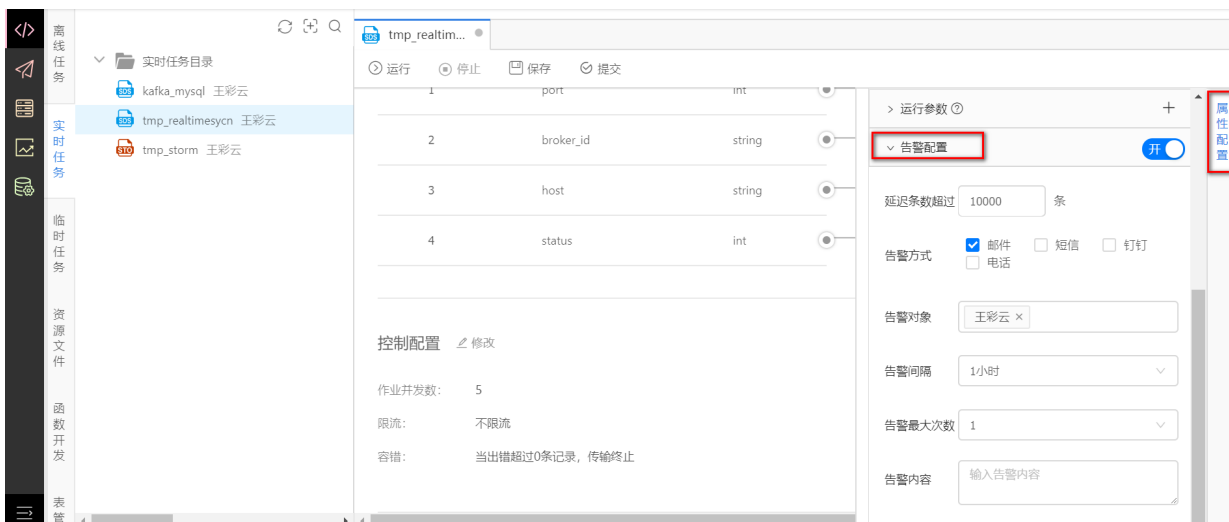 离线任务
实时任务
临时任务
资源文件
函数开发
表管
实时任务目录
SDS kafka_mysql 王彩云
SDS tmp_realtimesycn 王彩云
STO tmp_storm 王彩云
SDS tmp_realtim...
运行 停止 保存 提交
1 port int
2 broker_id string
3 host string
4 status int
控制配置 修改
作业并发数: 5
限流: 不限流
容错: 当出错超过0条记录，传输终止
运行参数
告警配置 开
延迟条数超过 10000 条
告警方式 邮件 短信 钉钉
电话
告警对象 王彩云 ×
告警间隔 1小时
告警最大次数 1
告警内容 输入告警内容
属性配置